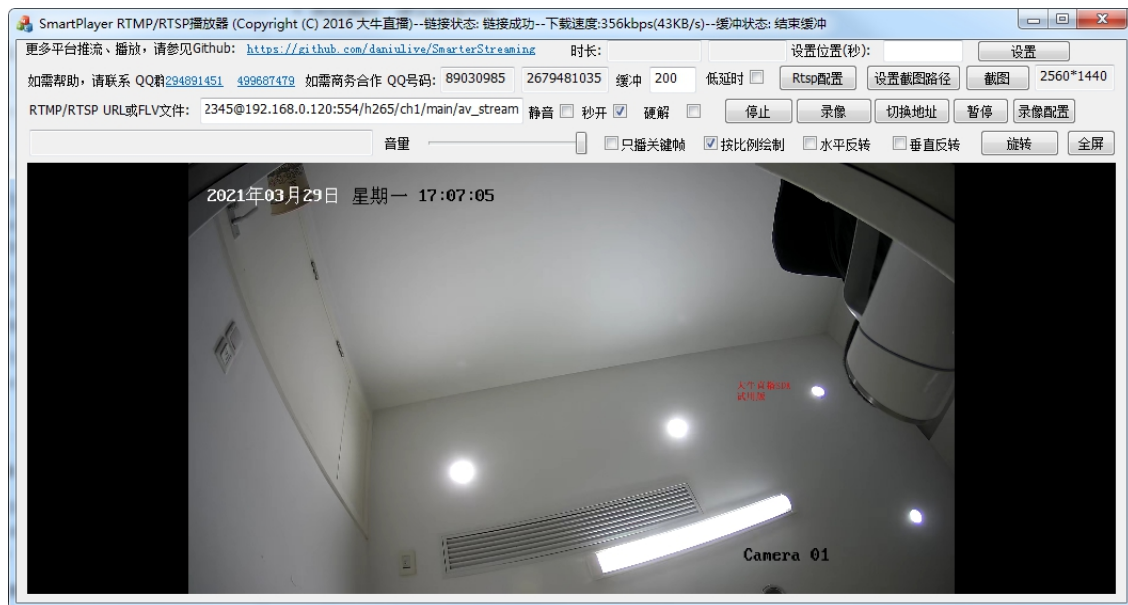 SmartPlayer RTMP/RTSP播放器 (Copyright (C) 2016 大牛直播)--链接状态: 链接成功--下载速度:356kbps(43KB/s)--缓冲状态: 结束缓冲
更多平台推流、播放，请参见Github: https://github.com/daniulive/SmarterStreaming 时长: 设置位置(秒): 设置
如需帮助，请联系 QQ群294891451 499687479 如需商务合作 QQ号码: 89030985 2679481035 缓冲 200 低延时 Rtsp配置 设置截图路径 截图 2560*1440
RTMP/RTSP URL或FLV文件: 2345@192.168.0.120:554/h265/ch1/main/av_stream 静音 秒开 硬解 停止 录像 切换地址 暂停 录像配置
音量 只播关键帧 按比例绘制 水平反转 垂直反转 旋转 全屏
2021年03月29日 星期一 17:07:05
大牛直播SDK
试用版
Camera 01